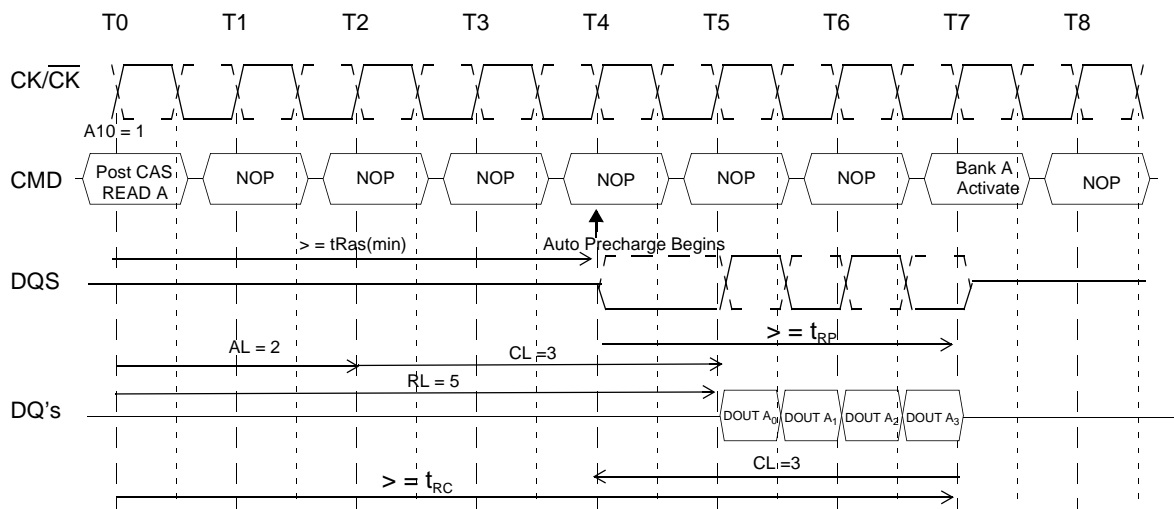 T0 T1 T2 T3 T4 T5 T6 T7 T8
CK/CK
A10 = 1
CMD
Post CAS
READ A
NOP
NOP
NOP
NOP
NOP
NOP
Bank A
Activate
NOP
> = tRas(min)
Auto Precharge Begins
DQS
> = tRP
AL = 2
CL =3
RL = 5
DQ's
DOUT A0
DOUT A1
DOUT A2
DOUT A3
CL =3
> = tRC